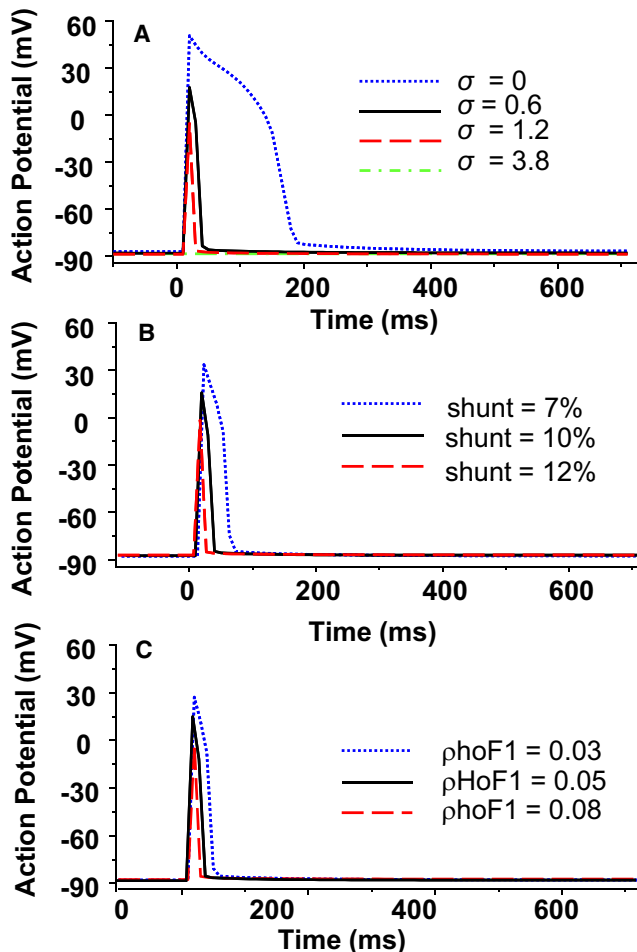 A
Action Potential (mV)
60
30
0
-30
-60
-90
σ = 0
σ = 0.6
σ = 1.2
σ = 3.8
0 200 400 600
Time (ms)
B
Action Potential (mV)
60
30
0
-30
-60
-90
shunt = 7%
shunt = 10%
shunt = 12%
0 200 400 600
Time (ms)
C
Action Potential (mV)
60
30
0
-30
-60
-90
ρhoF1 = 0.03
ρHoF1 = 0.05
ρhoF1 = 0.08
0 200 400 600
Time (ms)